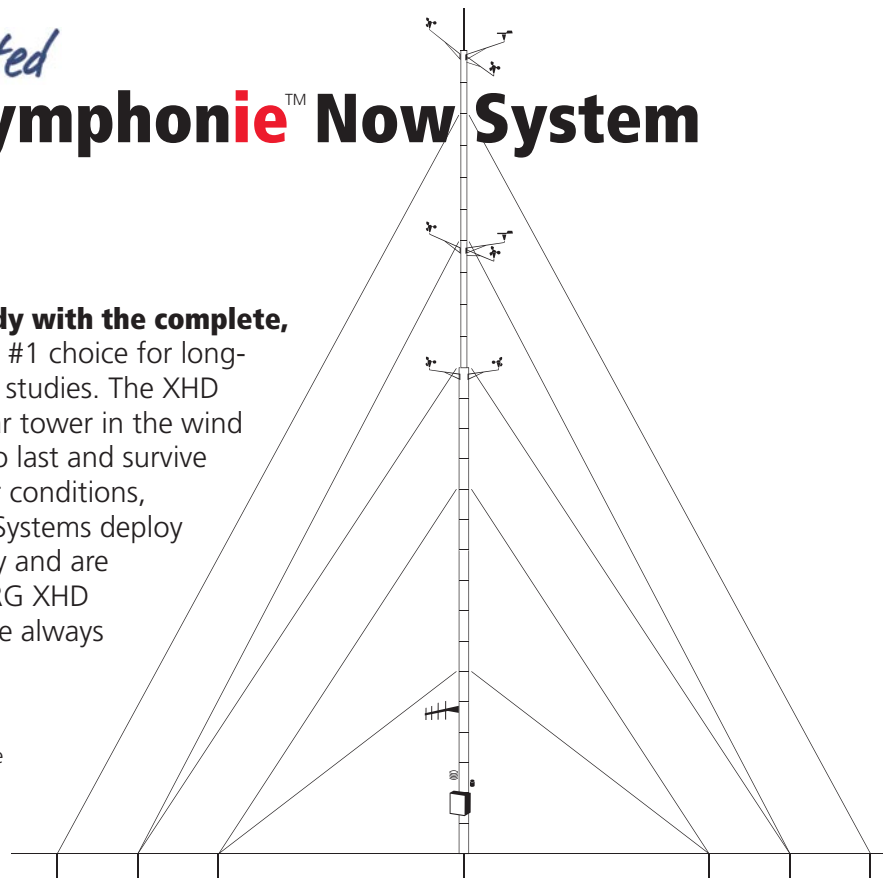 ted
ymphonie™ Now System
dy with the complete,
#1 choice for long-
studies. The XHD
r tower in the wind
o last and survive
r conditions,
Systems deploy
y and are
RG XHD
e always
e